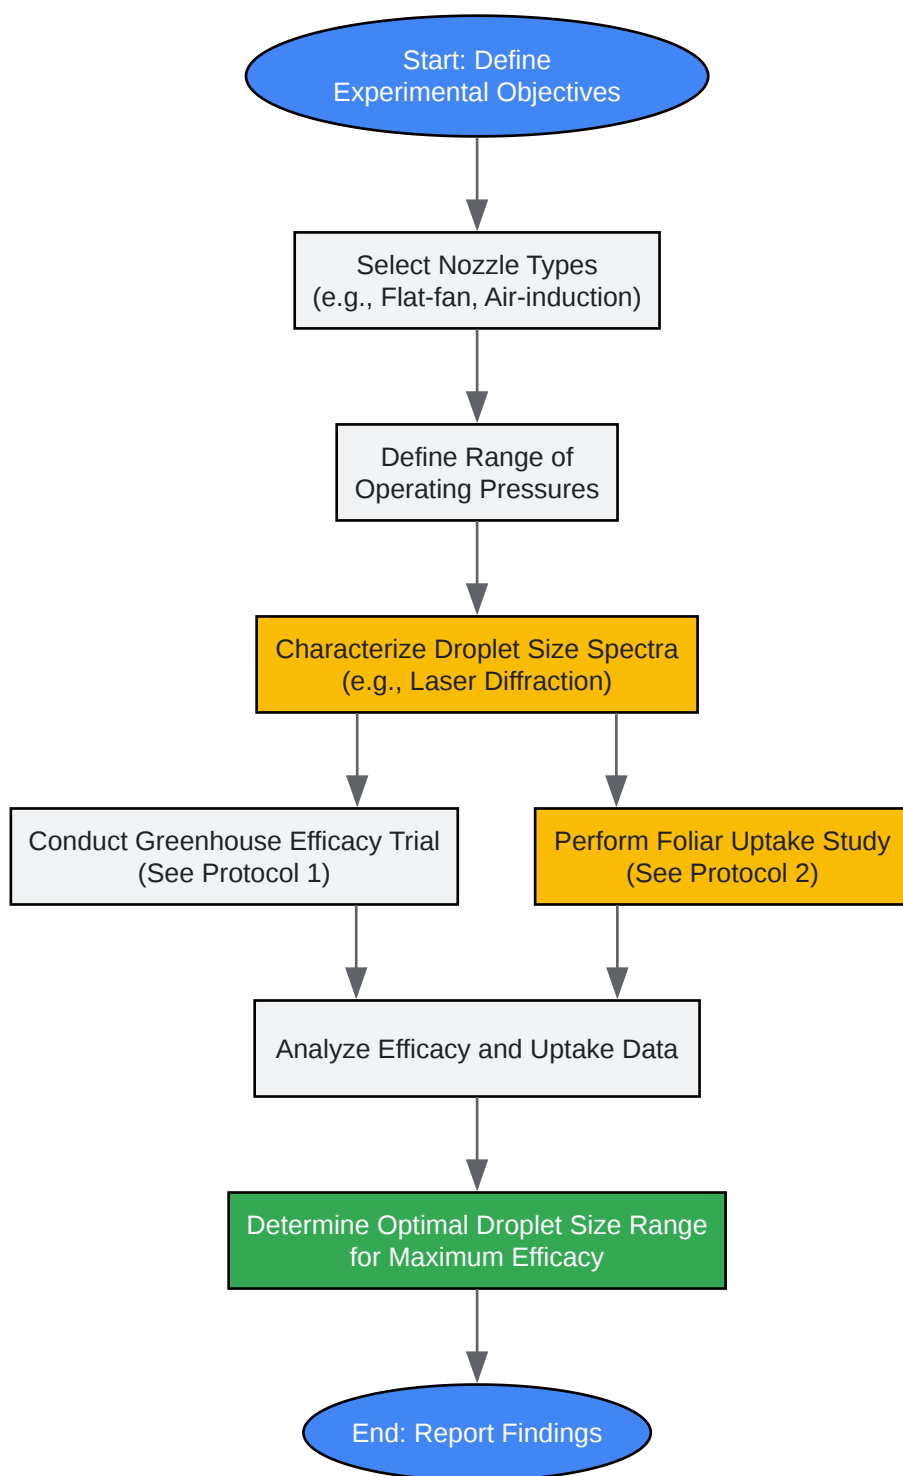 Start: Define
Experimental Objectives
Select Nozzle Types
(e.g., Flat-fan, Air-induction)
Define Range of
Operating Pressures
Characterize Droplet Size Spectra
(e.g., Laser Diffraction)
Conduct Greenhouse Efficacy Trial
(See Protocol 1)
Perform Foliar Uptake Study
(See Protocol 2)
Analyze Efficacy and Uptake Data
Determine Optimal Droplet Size Range
for Maximum Efficacy
End: Report Findings